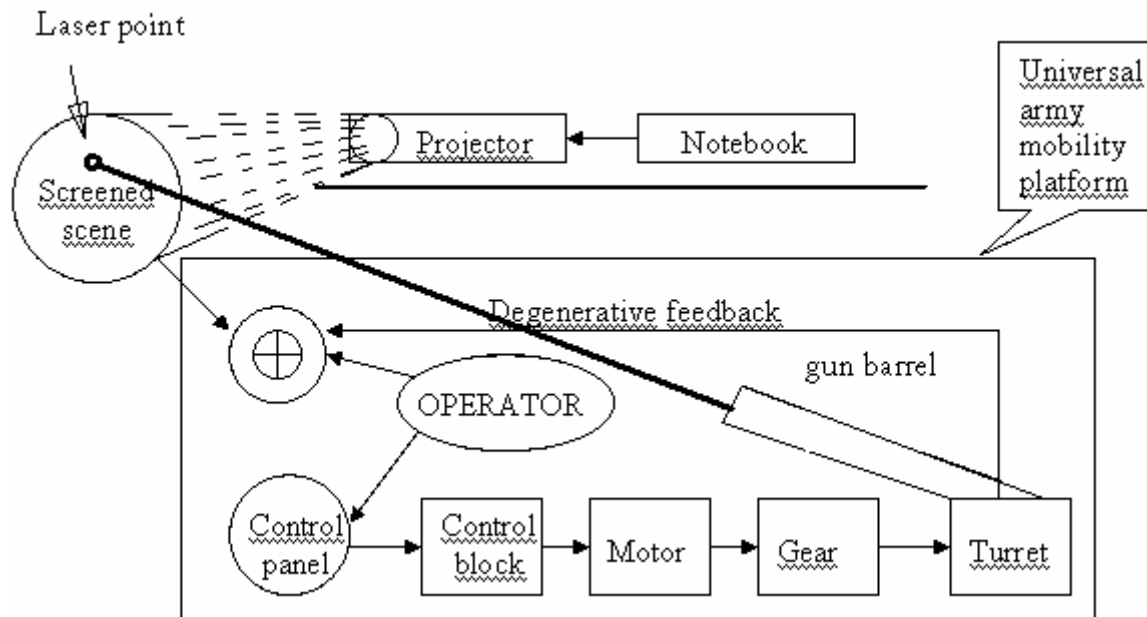 Laser point
Universal
army
mobility
platform
Projector
Notebook
Screened
scene
Degenerative feedback
gun barrel
OPERATOR
Control
panel
Control
block
Motor
Gear
Turret